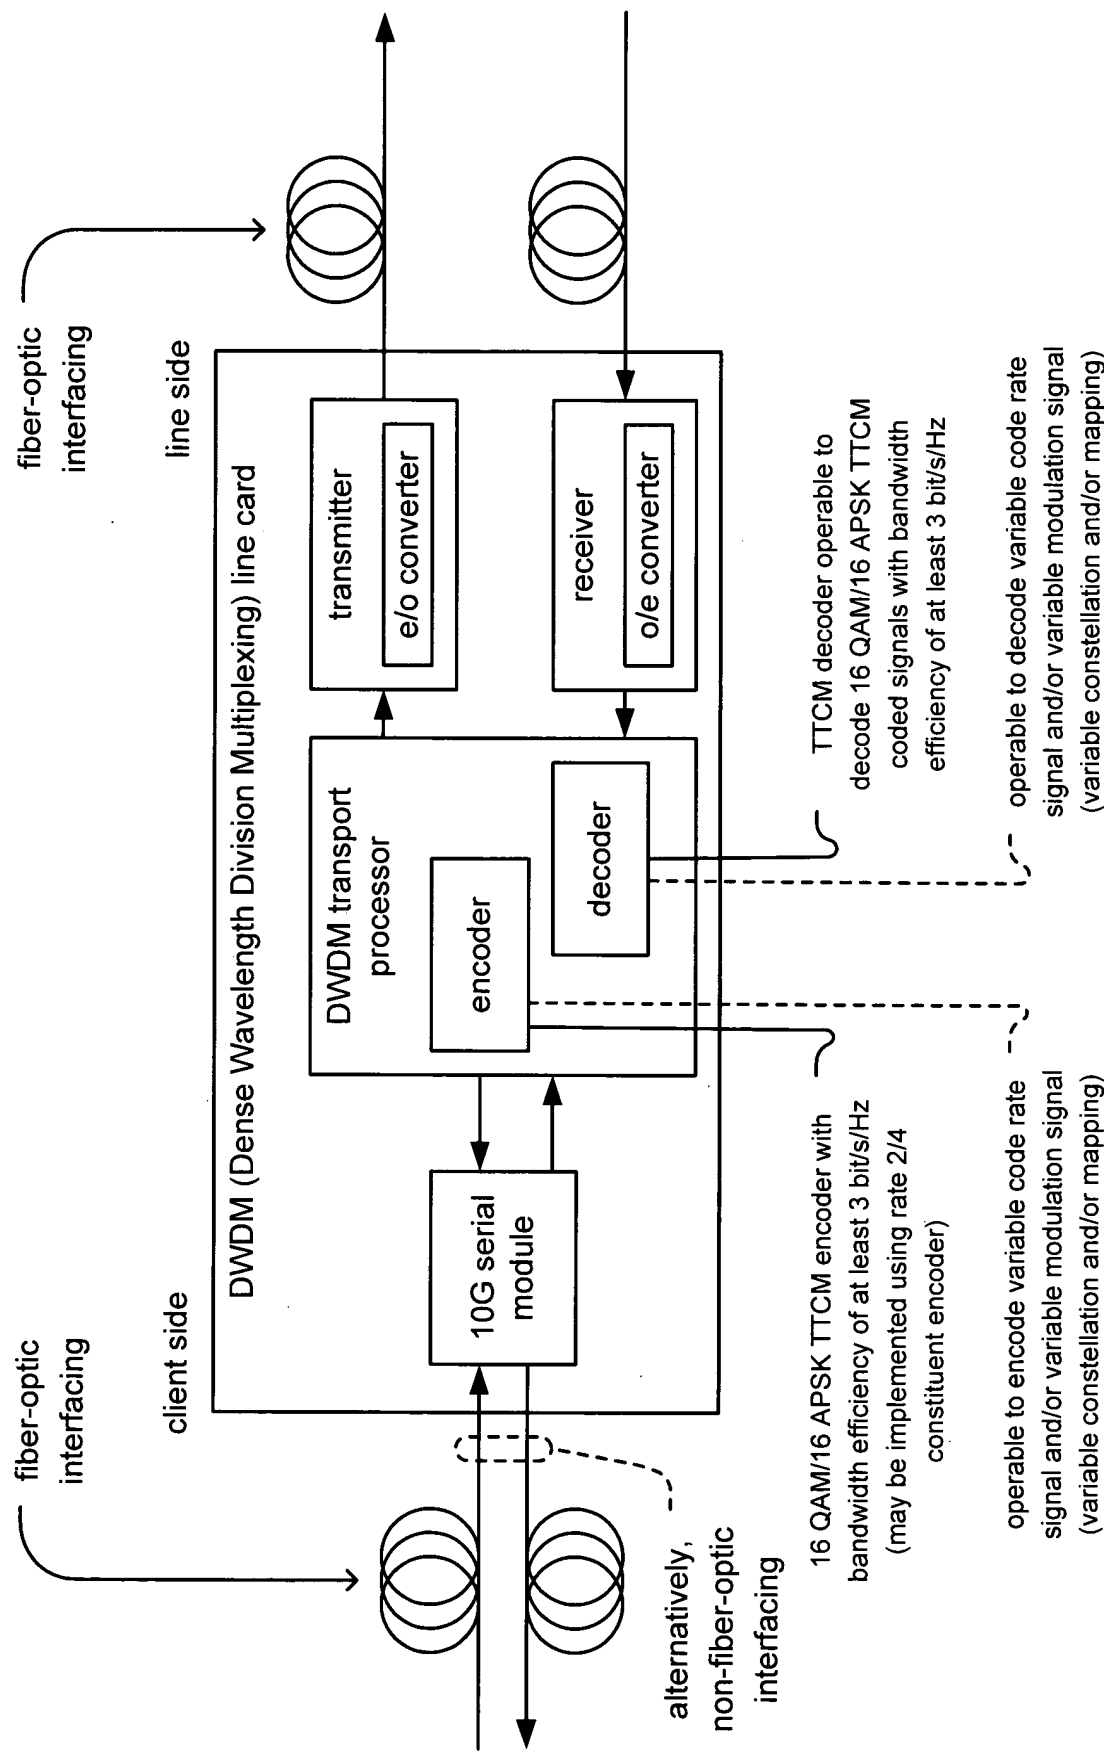 fiber-optic
interfacing
client side
fiber-optic
interfacing
line side
DWDM (Dense Wavelength Division Multiplexing) line card
10G serial
module
DWDM transport
processor
encoder
decoder
transmitter
e/o converter
receiver
o/e converter
alternatively,
non-fiber-optic
interfacing
16 QAM/16 APSK TTCM encoder with
bandwidth efficiency of at least 3 bit/s/Hz
(may be implemented using rate 2/4
constituent encoder)
TTCM decoder operable to
decode 16 QAM/16 APSK TTCM
coded signals with bandwidth
efficiency of at least 3 bit/s/Hz
operable to encode variable code rate
signal and/or variable modulation signal
(variable constellation and/or mapping)
operable to decode variable code rate
signal and/or variable modulation signal
(variable constellation and/or mapping)